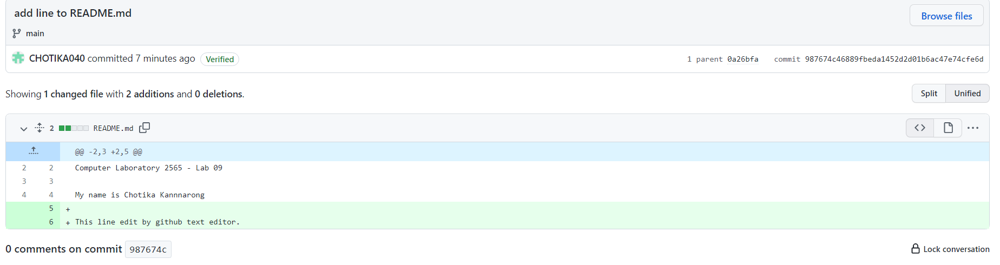 add line to README.md
Browse files
main
CHOTIKA040 committed 7 minutes ago Verified
1 parent 0a26bfa commit 987674c46889fbeda1452d2d01b6ac47e74cfe6d
Showing 1 changed file with 2 additions and 0 deletions.
Split Unified
2 README.md
@@ -2,3 +2,5 @@
2 2 Computer Laboratory 2565 - Lab 09
3 3
4 4 My name is Chotika Kannnarong
5 +
6 + This line edit by github text editor.
0 comments on commit 987674c
Lock conversation